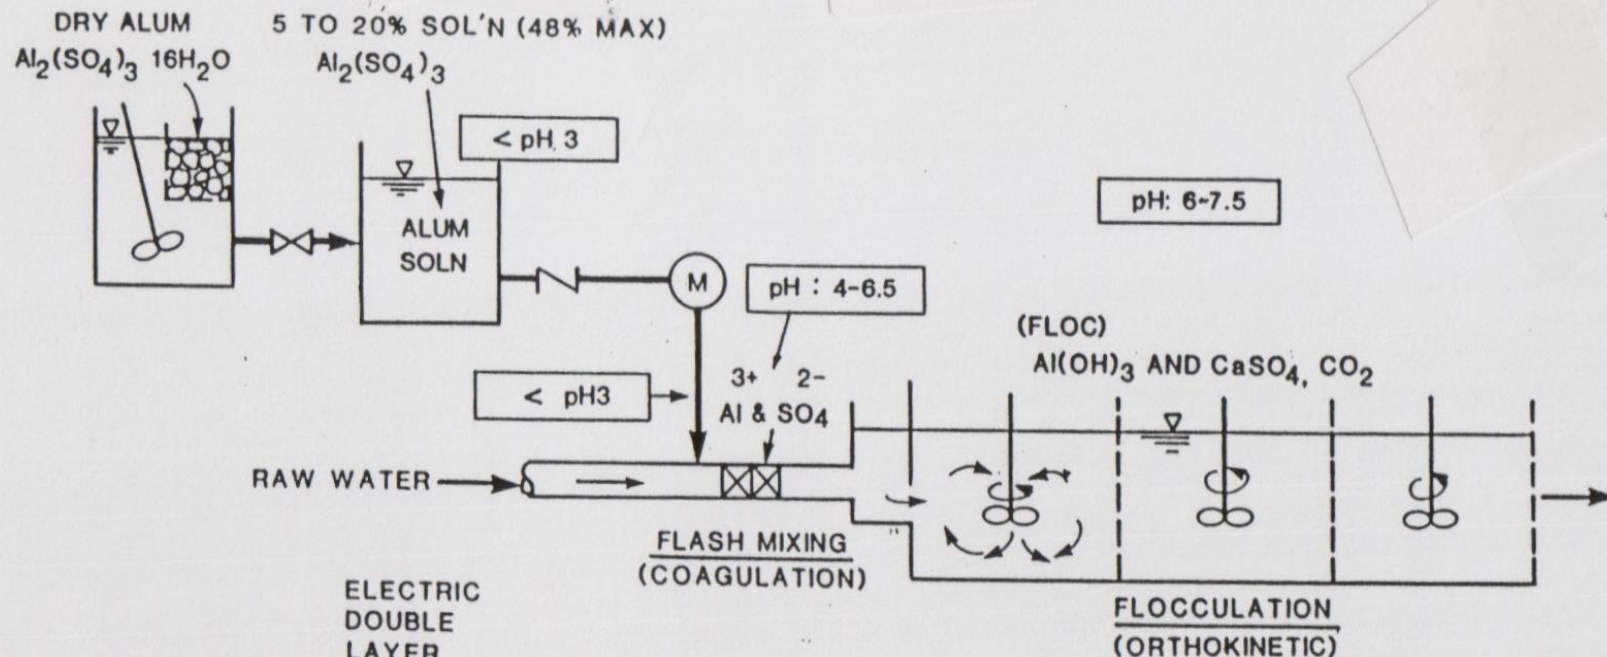 DRY ALUM
Al2(SO4)3 16H2O
5 TO 20% SOL'N (48% MAX)
Al2(SO4)3
< pH 3
ALUM
SOLN
M
pH : 4-6.5
pH: 6-7.5
(FLOC)
Al(OH)3 AND CaSO4, CO2
< pH3
3+ 2-
Al & SO4
RAW WATER
FLASH MIXING
(COAGULATION)
FLOCCULATION
(ORTHOKINETIC)
ELECTRIC
DOUBLE
LAYER